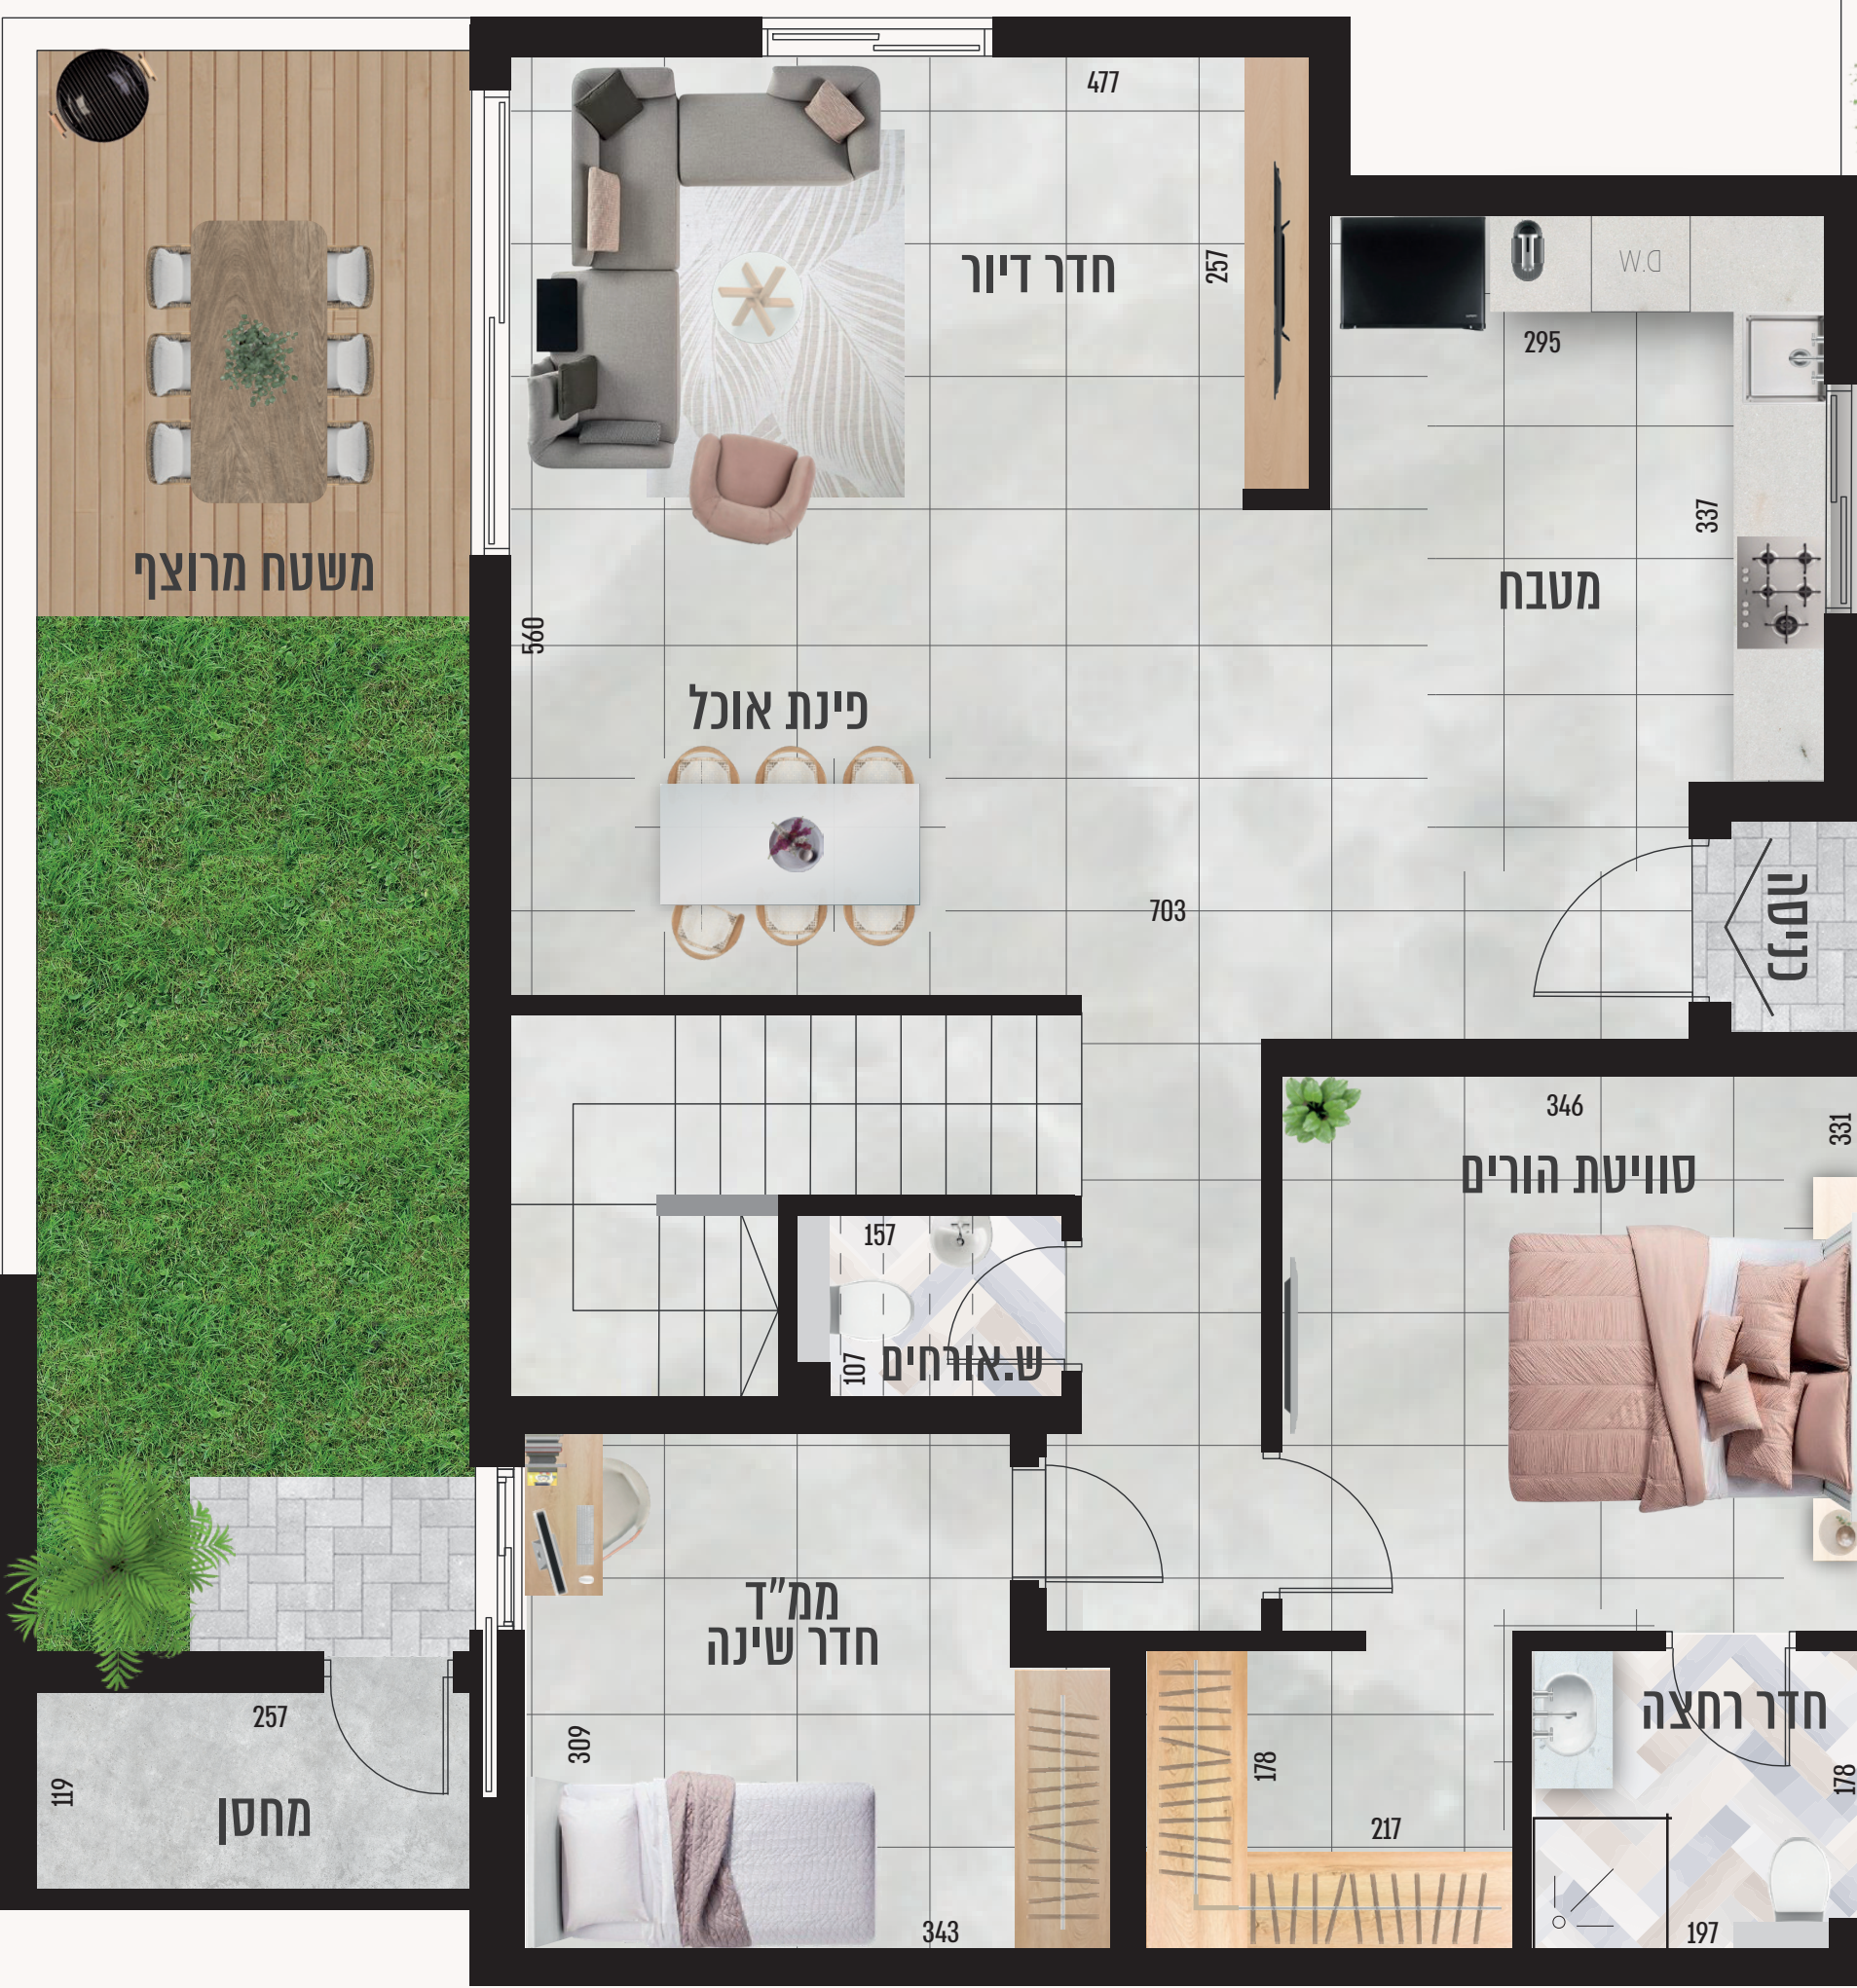 477
חדר דיור
257
D.W
295
337
מטבח
משטח מרוצף
560
פינת אוכל
703
כניסה
346
331
סוויטת הורים
157
107
ש.אורחים
ממ"ד
חדר שינה
309
343
257
119
מחסן
178
217
חדר רחצה
178
197